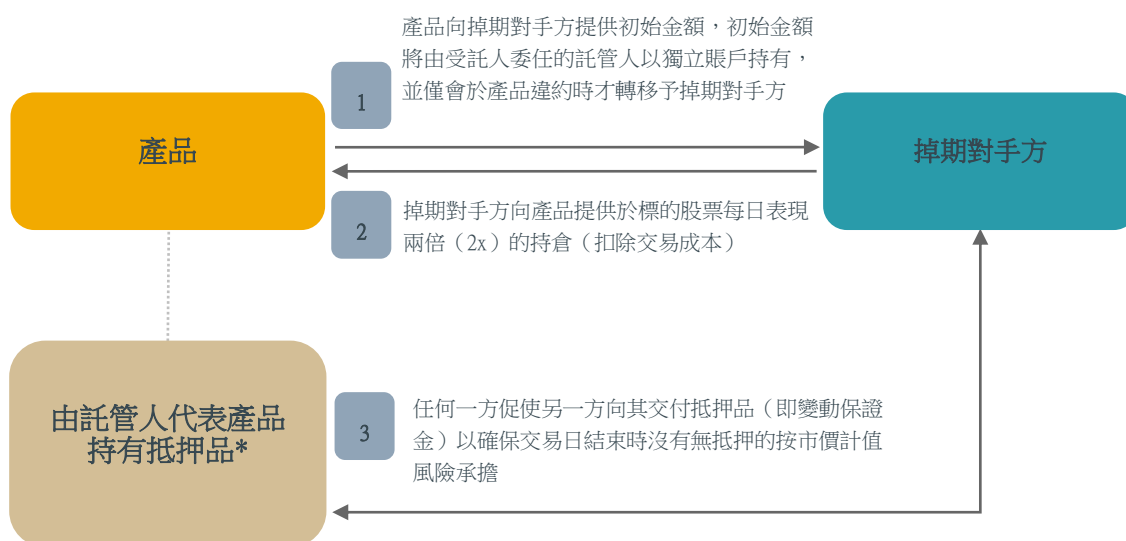 產品向掉期對手方提供初始金額，初始金額
將由受託人委任的託管人以獨立賬戶持有，
並僅會於產品違約時才轉移予掉期對手方
1
產品
掉期對手方
2
掉期對手方向產品提供於標的股票每日表現
兩倍（2x）的持倉（扣除交易成本）
由託管人代表產品
持有抵押品*
3
任何一方促使另一方向其交付抵押品（即變動保證
金）以確保交易日結束時沒有無抵押的按市價計值
風險承擔